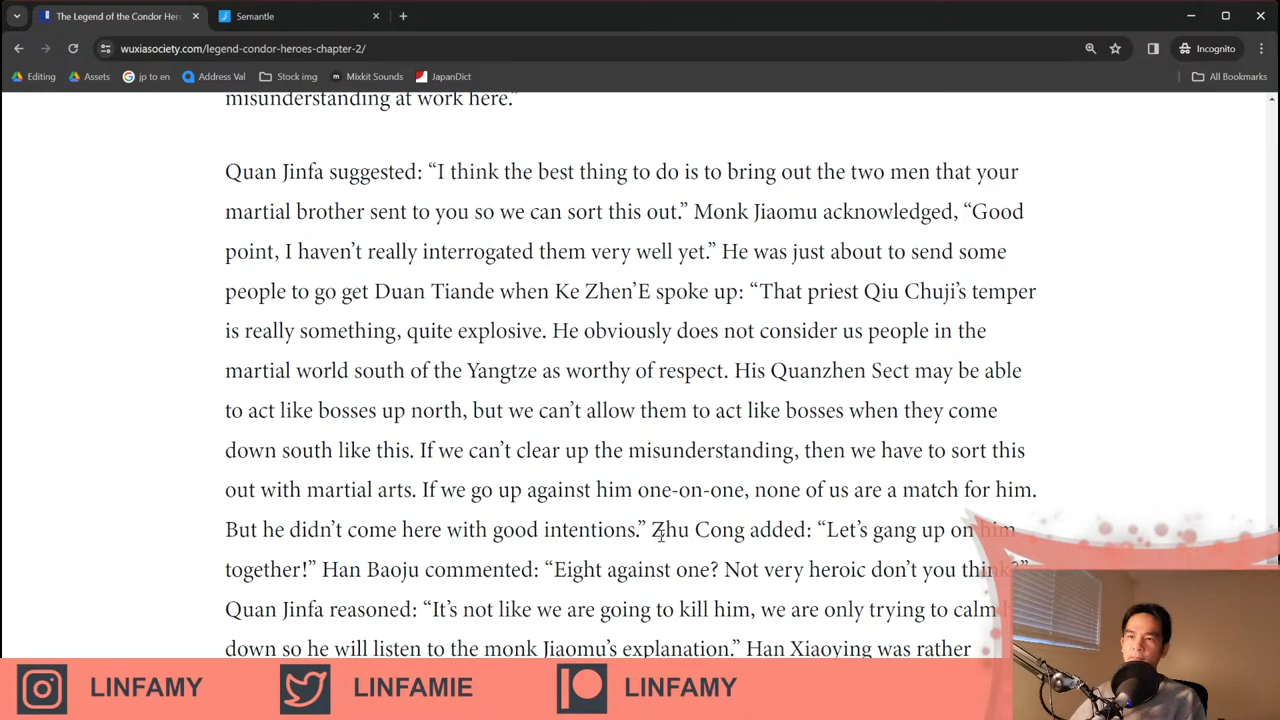 The Legend of the Condor Her
Semantle
wuxiasociety.com/legend-condor-heroes-chapter-2/
Incognito
Editing
Assets
jp to en
Address Val
Stock img
Mixkit Sounds
JapanDict
All Bookmarks
misunderstanding at work here.”
Quan Jinfa suggested: “I think the best thing to do is to bring out the two men that your
martial brother sent to you so we can sort this out.” Monk Jiaomu acknowledged, “Good
point, I haven’t really interrogated them very well yet.” He was just about to send some
people to go get Duan Tiande when Ke Zhen’E spoke up: “That priest Qiu Chuji’s temper
is really something, quite explosive. He obviously does not consider us people in the
martial world south of the Yangtze as worthy of respect. His Quanzhen Sect may be able
to act like bosses up north, but we can’t allow them to act like bosses when they come
down south like this. If we can’t clear up the misunderstanding, then we have to sort this
out with martial arts. If we go up against him one-on-one, none of us are a match for him.
But he didn’t come here with good intentions.” Zhu Cong added: “Let’s gang up on him
together!” Han Baoju commented: “Eight against one? Not very heroic don’t you think?”
Quan Jinfa reasoned: “It’s not like we are going to kill him, we are only trying to calm
down so he will listen to the monk Jiaomu’s explanation.” Han Xiaoying was rather
LINFAMY
LINFAMIE
LINFAMY